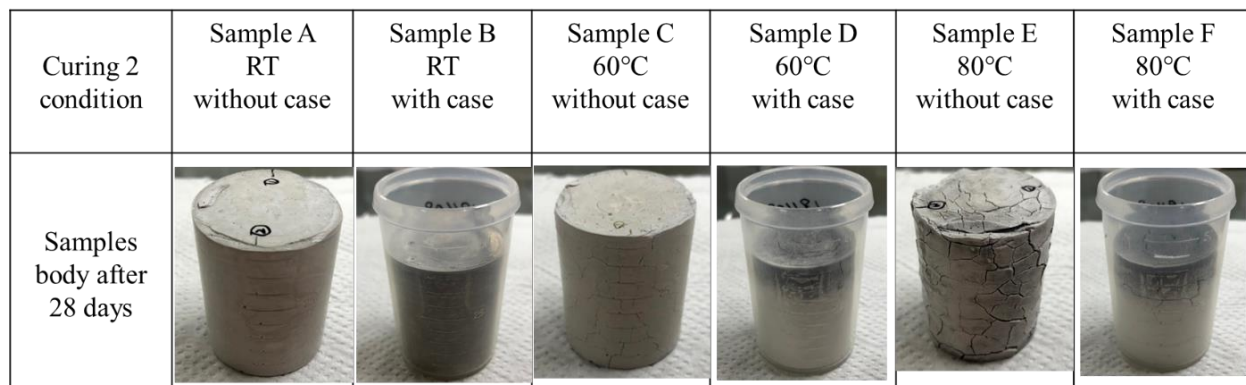 Curing 2
condition
Sample A
RT
without case
Sample B
RT
with case
Sample C
60℃
without case
Sample D
60℃
with case
Sample E
80℃
without case
Sample F
80℃
with case
Samples
body after
28 days